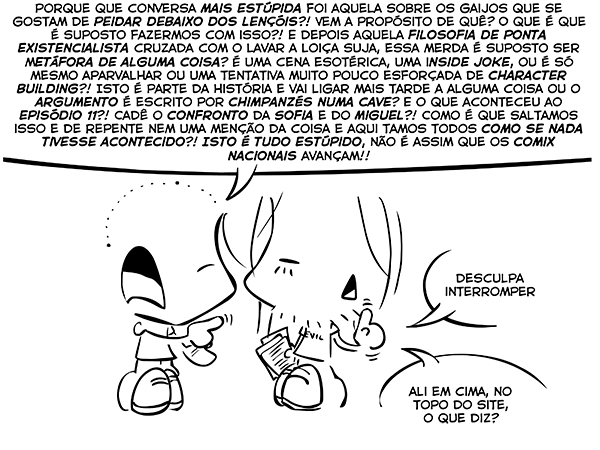 PORQUE QUE CONVERSA MAIS ESTÚPIDA FOI AQUELA SOBRE OS GAIJOS QUE SE
GOSTAM DE PEIDAR DEBAIXO DOS LENÇÓIS?! VEM A PROPÓSITO DE QUÊ? O QUE É QUE
É SUPOSTO FAZERMOS COM ISSO?! E DEPOIS AQUELA FILOSOFIA DE PONTA
EXISTENCIALISTA CRUZADA COM O LAVAR A LOIÇA SUJA, ESSA MERDA É SUPOSTO SER
METÁFORA DE ALGUMA COISA? É UMA CENA ESOTÉRICA, UMA INSIDE JOKE, OU É SÓ
MESMO APARVALHAR OU UMA TENTATIVA MUITO POUCO ESFORÇADA DE CHARACTER
BUILDING?! ISTO É PARTE DA HISTÓRIA E VAI LIGAR MAIS TARDE A ALGUMA COISA OU O
ARGUMENTO É ESCRITO POR CHIMPANZÉS NUMA CAVE? E O QUE ACONTECEU AO
EPISÓDIO 11?! CADÊ O CONFRONTO DA SOFIA E DO MIGUEL?! COMO É QUE SALTAMOS
ISSO E DE REPENTE NEM UMA MENÇÃO DA COISA E AQUI TAMOS TODOS COMO SE NADA
TIVESSE ACONTECIDO?! ISTO É TUDO ESTÚPIDO, NÃO É ASSIM QUE OS COMIX
NACIONAIS AVANÇAM!!
DESCULPA
INTERROMPER
EVIL
ALI EM CIMA, NO
TOPO DO SITE,
O QUE DIZ?